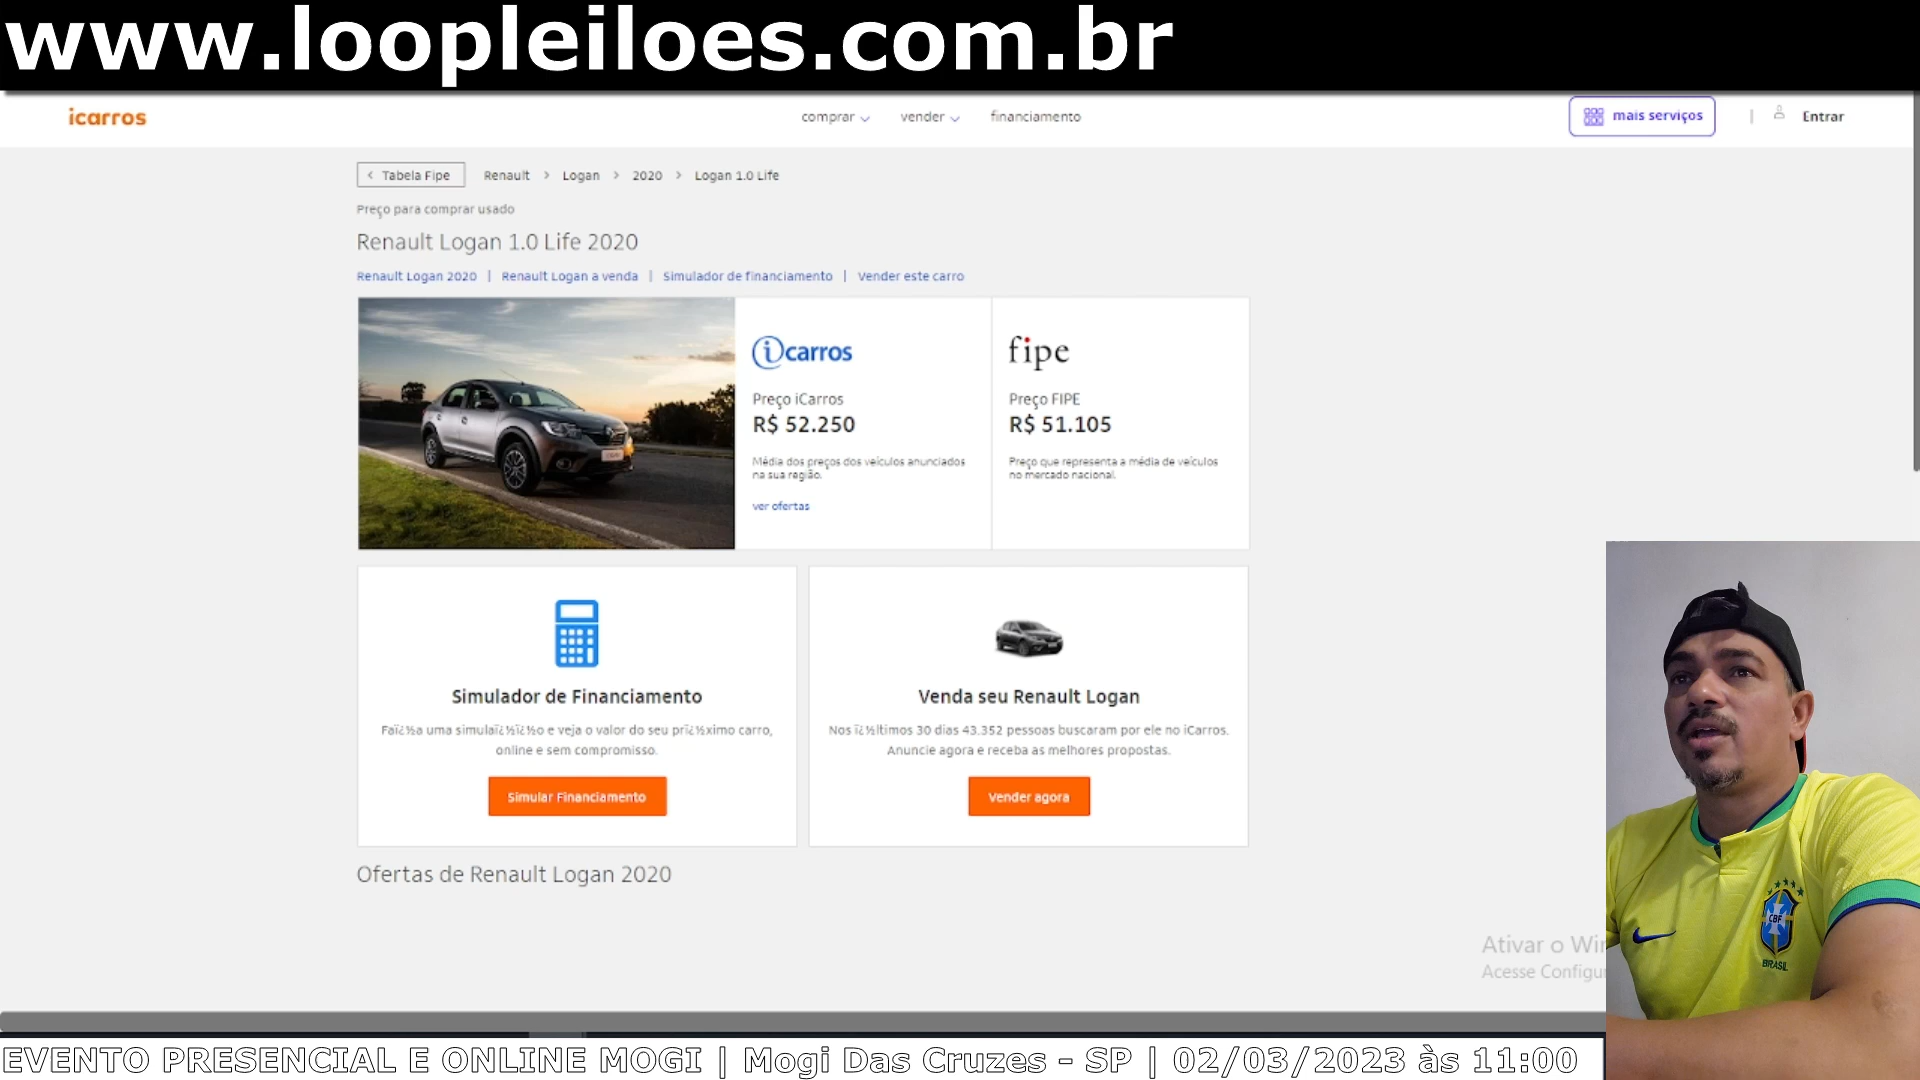 www.loopleiloes.com.br
icarros
comprar vender financiamento mais serviços | Entrar
Tabela Fipe Renault > Logan > 2020 > Logan 1.0 Life
Preço para comprar usado
Renault Logan 1.0 Life 2020
Renault Logan 2020 | Renault Logan a venda | Simulador de financiamento | Vender este carro
icarros
Preço iCarros
R$ 52.250
Média dos preços dos veículos anunciados
na sua região.
ver ofertas
fipe
Preço FIPE
R$ 51.105
Preço que representa a média de veículos
no mercado nacional.
Simulador de Financiamento
Faï¿½a uma simulaï¿½ï¿½o e veja o valor do seu prï¿½ximo carro,
online e sem compromisso.
Simular Financiamento
Venda seu Renault Logan
Nos ï¿½ltimos 30 dias 43.352 pessoas buscaram por ele no iCarros.
Anuncie agora e receba as melhores propostas.
Vender agora
Ofertas de Renault Logan 2020
Ativar o Wi
Acesse Configu
CBF
BRASIL
EVENTO PRESENCIAL E ONLINE MOGI | Mogi Das Cruzes - SP | 02/03/2023 às 11:00